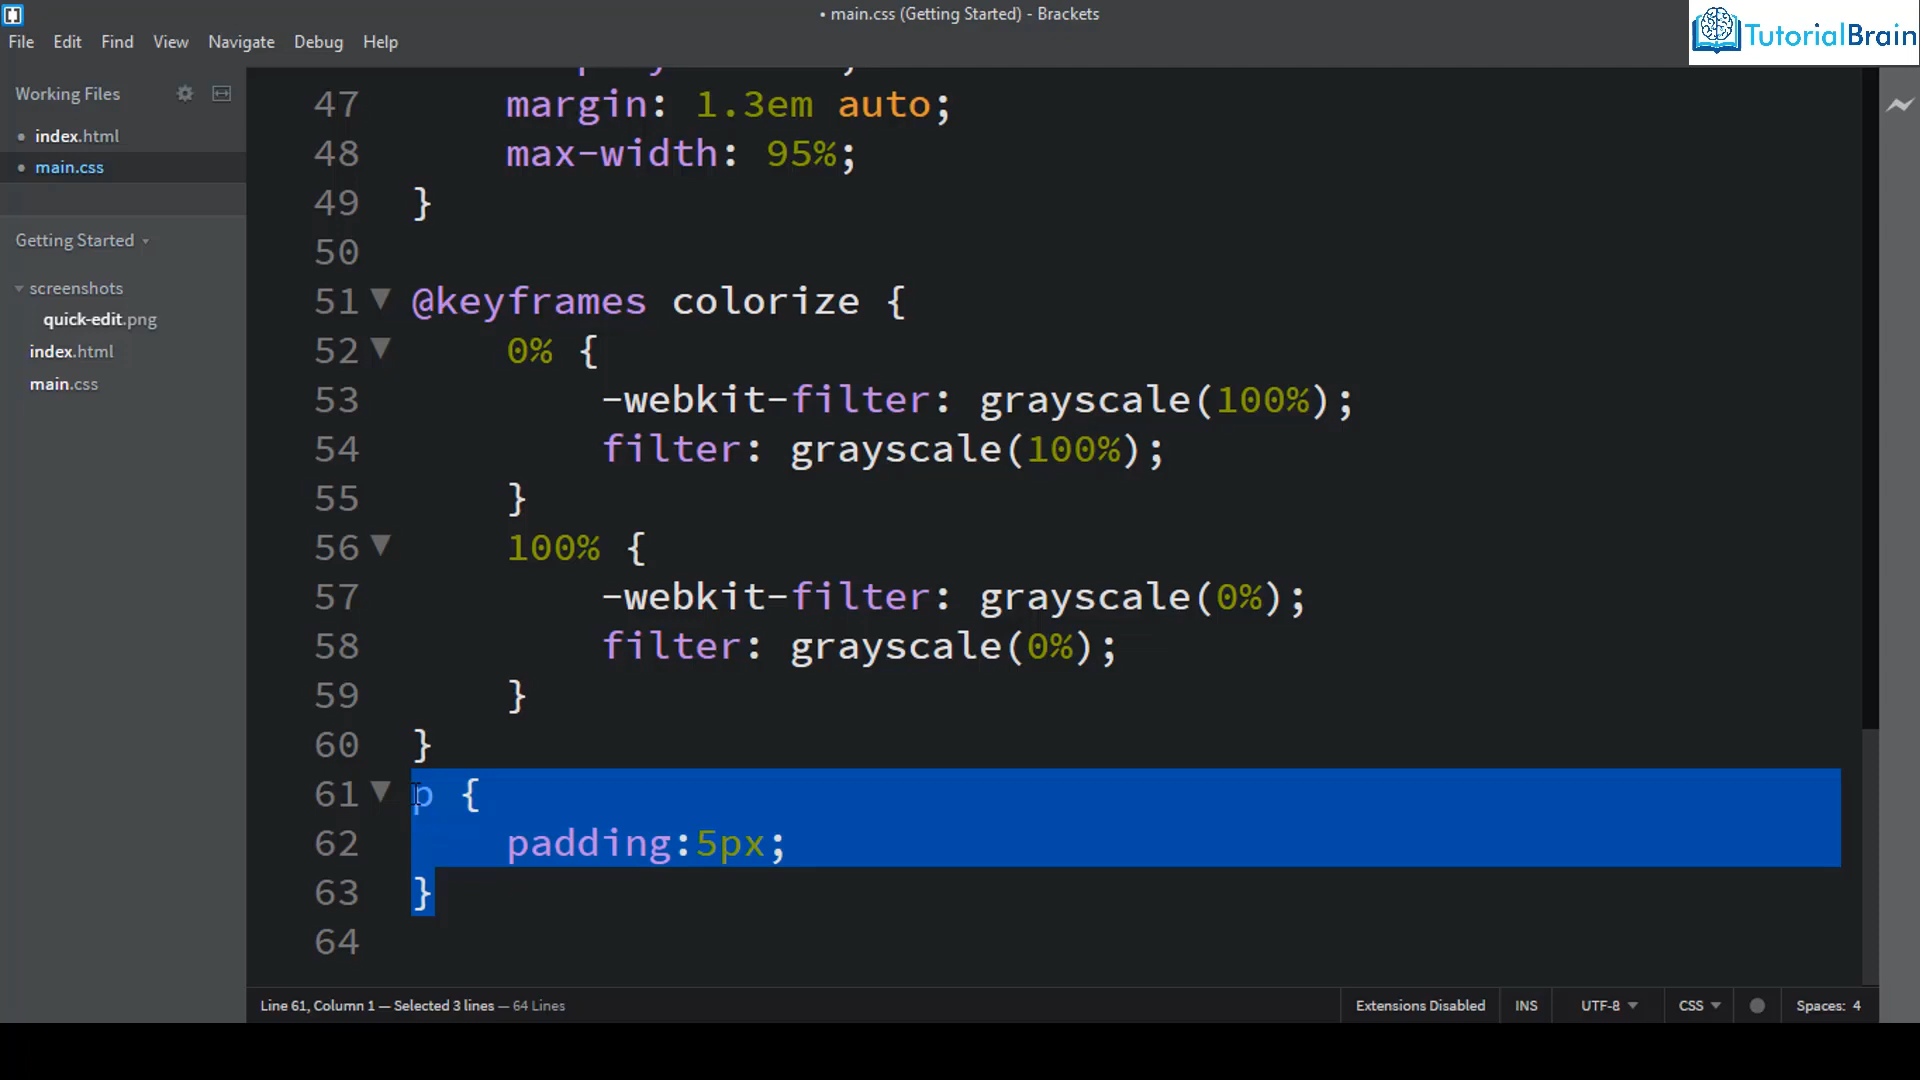 • main.css (Getting Started) - Brackets
TutorialBrain
File Edit Find View Navigate Debug Help
Working Files
index.html
main.css
Getting Started
screenshots
quick-edit.png
index.html
main.css
47 margin: 1.3em auto;
48 max-width: 95%;
49 }
50
51 @keyframes colorize {
52 0% {
53 -webkit-filter: grayscale(100%);
54 filter: grayscale(100%);
55 }
56 100% {
57 -webkit-filter: grayscale(0%);
58 filter: grayscale(0%);
59 }
60 }
61 p {
62 padding:5px;
63 }
64
Line 61, Column 1 — Selected 3 lines — 64 Lines
Extensions Disabled INS UTF-8 CSS Spaces: 4